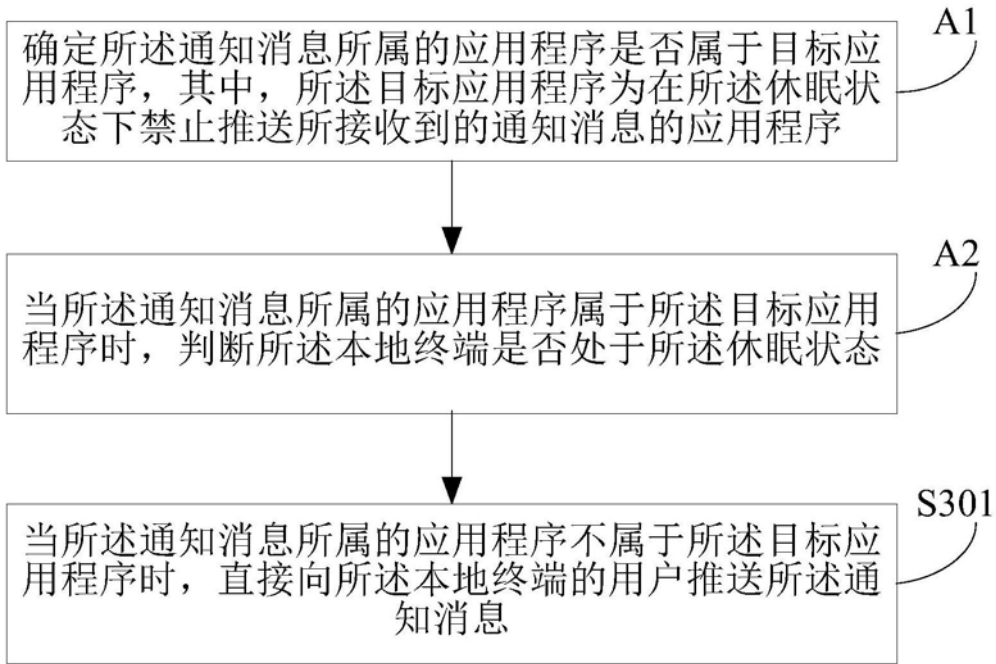 A1
确定所述通知消息所属的应用程序是否属于目标应
用程序，其中，所述目标应用程序为在所述休眠状
态下禁止推送所接收到的通知消息的应用程序
A2
当所述通知消息所属的应用程序属于所述目标应用
程序时，判断所述本地终端是否处于所述休眠状态
S301
当所述通知消息所属的应用程序不属于所述目标应
用程序时，直接向所述本地终端的用户推送所述通
知消息